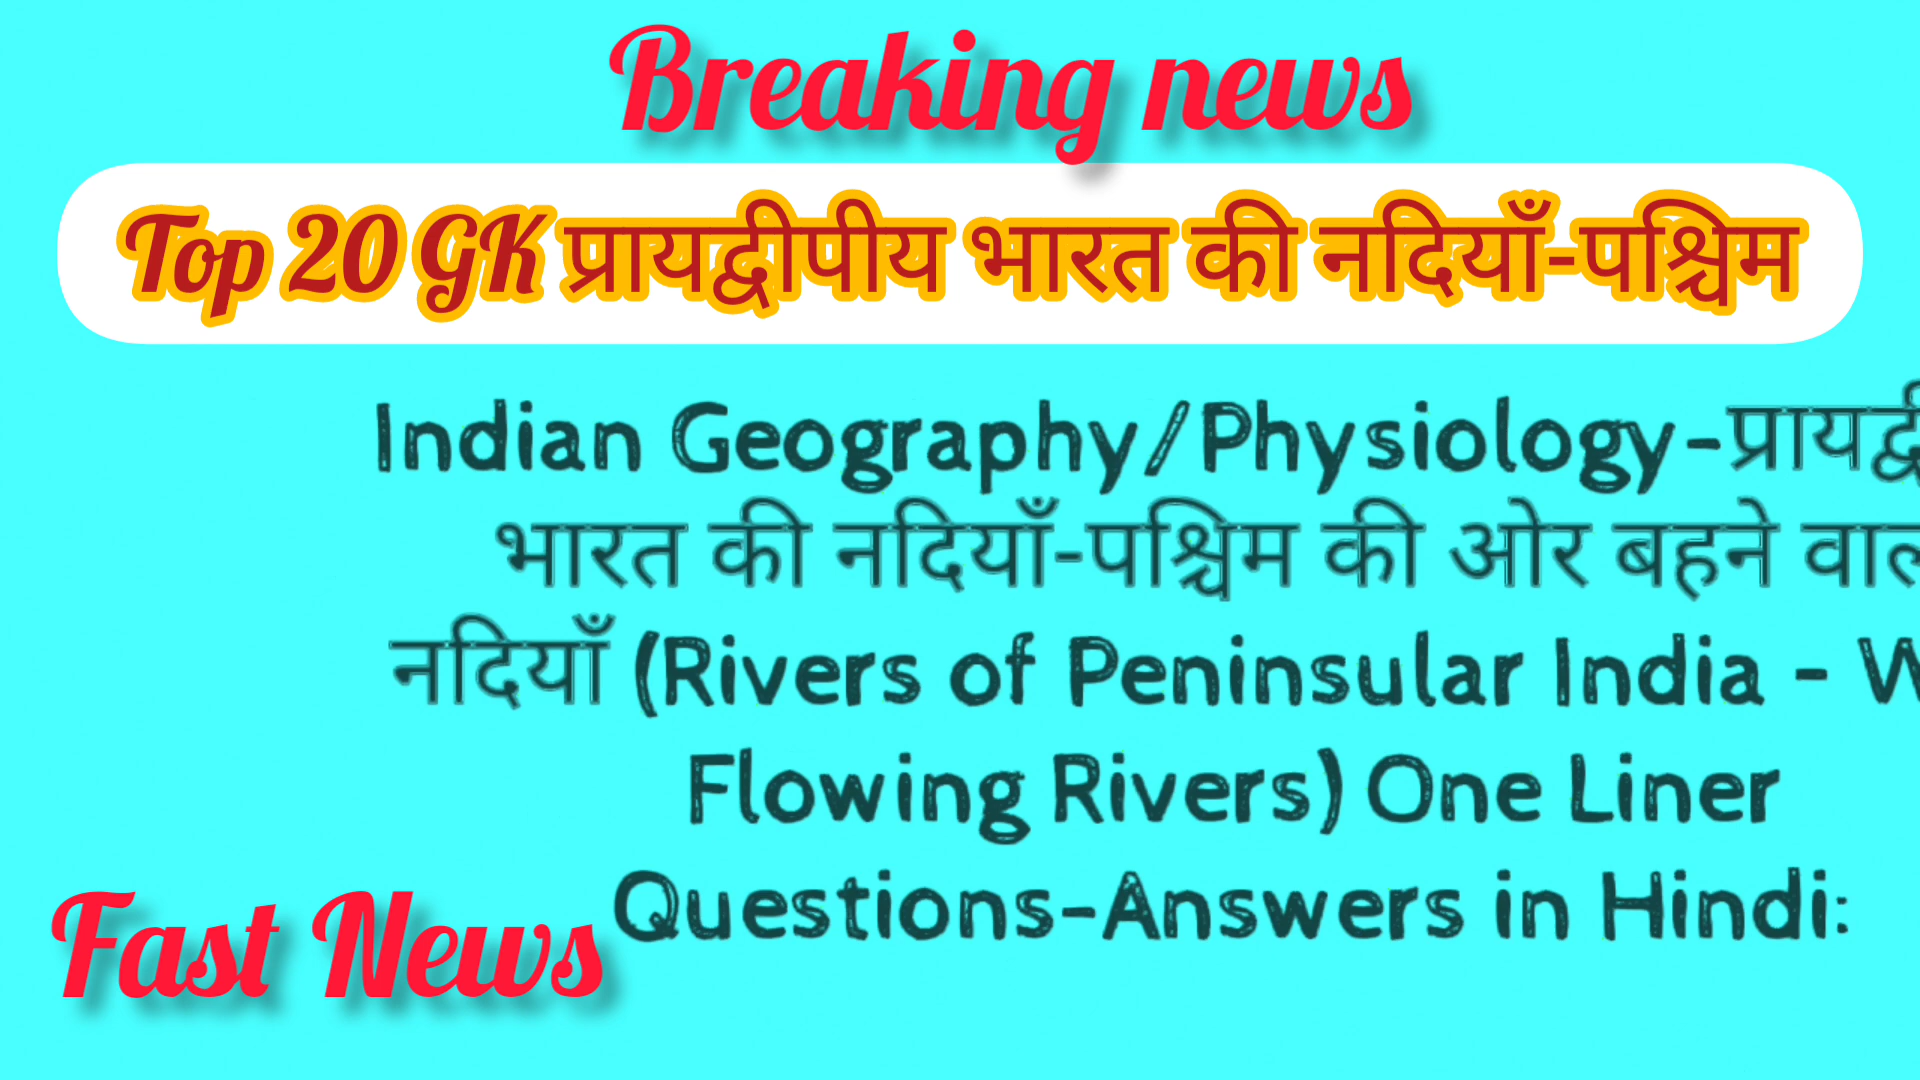 Breaking news
Top 20 GK प्रायद्वीपीय भारत की नदियाँ-पश्चिम
Indian Geography/Physiology-प्रायद्वी
भारत की नदियाँ-पश्चिम की ओर बहने
नदियाँ (Rivers of Peninsular India -
Flowing Rivers) One Liner
Questions-Answers in Hindi:
Fast News